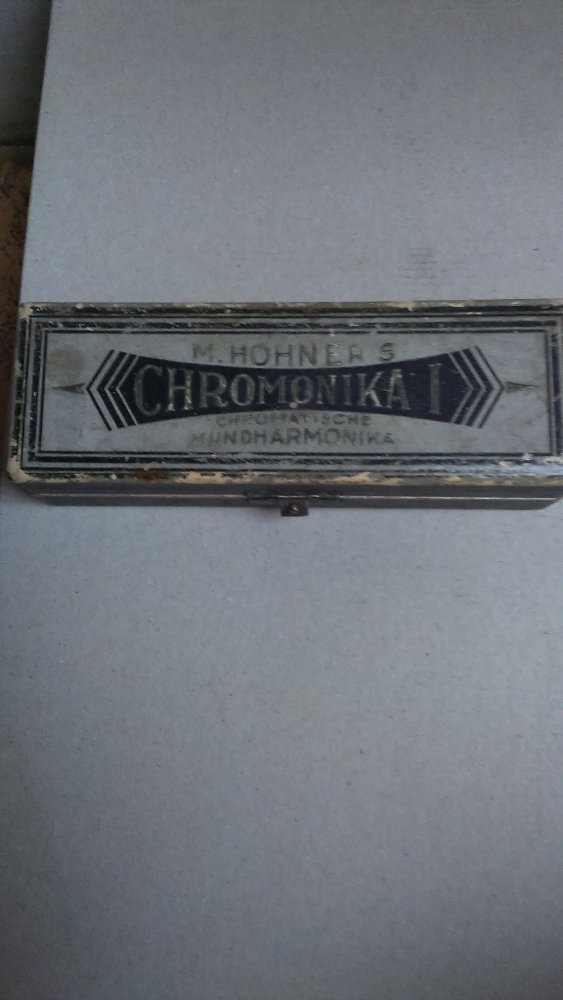 M. HOHNER'S
CHROMONIKA I
CHROMATISCHE
MUNDHARMONIKA